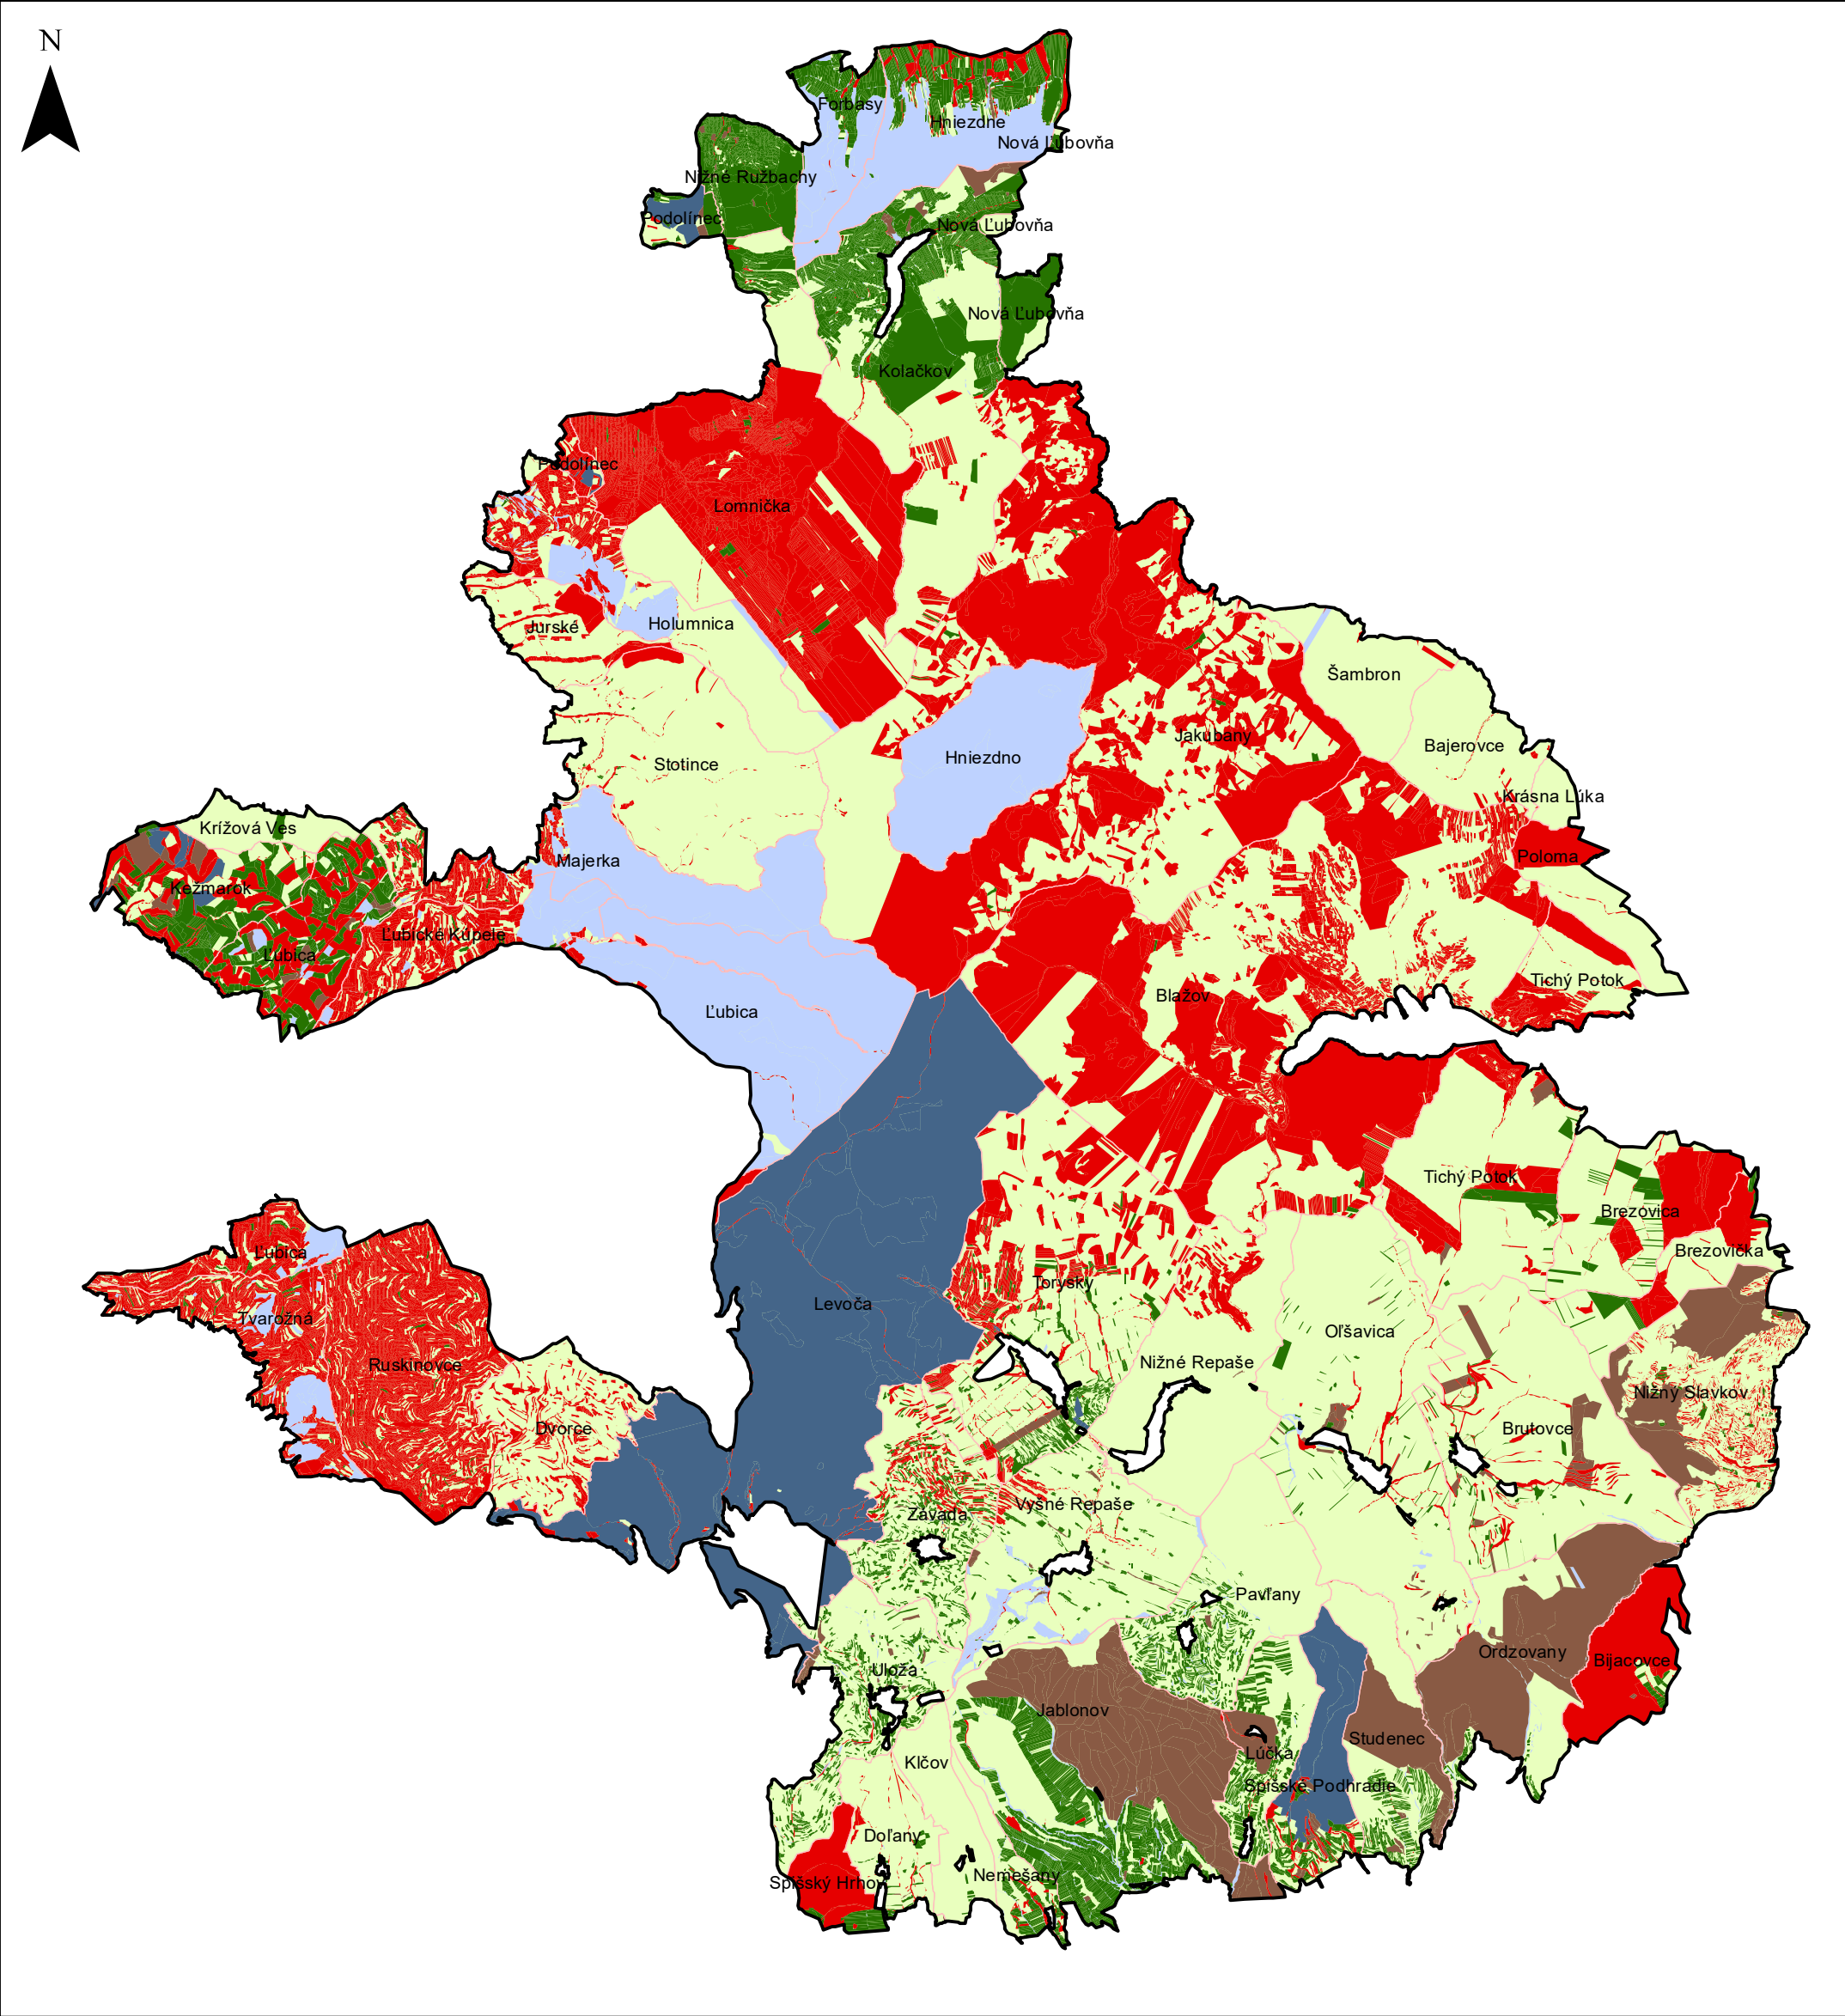 N
Forbasy
Hniezdne
Nová Ľubovňa
Nižné Ružbachy
Podolínec
Nová Ľubovňa
Nová Ľubovňa
Kolačkov
Podolínec
Lomnička
Jurské
Holumnica
Šambron
Jakubany
Bajerovce
Hniezdno
Stotince
Krásna Lúka
Krížová Ves
Poloma
Majerka
Kežmarok
Ľubické Kúpele
Ľubica
Tichý Potok
Blažov
Ľubica
Tichý Potok
Brezovica
Brezovička
Ľubica
Torysky
Levoča
Tvarožná
Oľšavica
Nižné Repaše
Ruskinovce
Nižný Slavkov
Dvorce
Brutovce
Vyšné Repaše
Závada
Pavľany
Ordzovany
Bijacovce
Uloža
Jablonov
Studenec
Lúčka
Klčov
Spišské Podhradie
Doľany
Nemešany
Spišský Hrhov